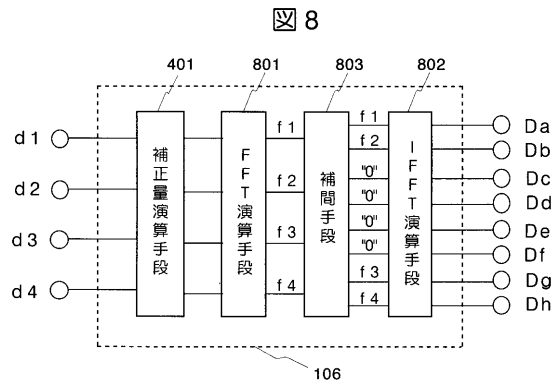 図8
401
801
803
802
d1
d2
d3
d4
補正量演算手段
FFT演算手段
f1
f2
f3
f4
補間手段
f1
f2
"0"
"0"
"0"
"0"
f3
f4
IFFT演算手段
Da
Db
Dc
Dd
De
Df
Dg
Dh
106